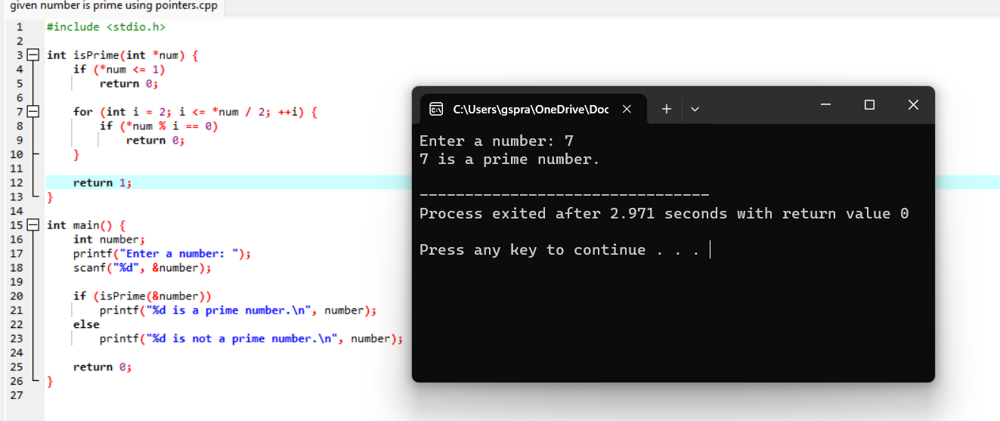 given number is prime using pointers.cpp
1 #include <stdio.h>
2
3 int isPrime(int *num) {
4     if (*num <= 1)
5         return 0;
6
7     for (int i = 2; i <= *num / 2; ++i) {
8         if (*num % i == 0)
9             return 0;
10     }
11
12     return 1;
13 }
14
15 int main() {
16     int number;
17     printf("Enter a number: ");
18     scanf("%d", &number);
19
20     if (isPrime(&number))
21         printf("%d is a prime number.\n", number);
22     else
23         printf("%d is not a prime number.\n", number);
24
25     return 0;
26 }
27
C:\Users\gspra\OneDrive\Doc
Enter a number: 7
7 is a prime number.
--------------------------------
Process exited after 2.971 seconds with return value 0
Press any key to continue . . .